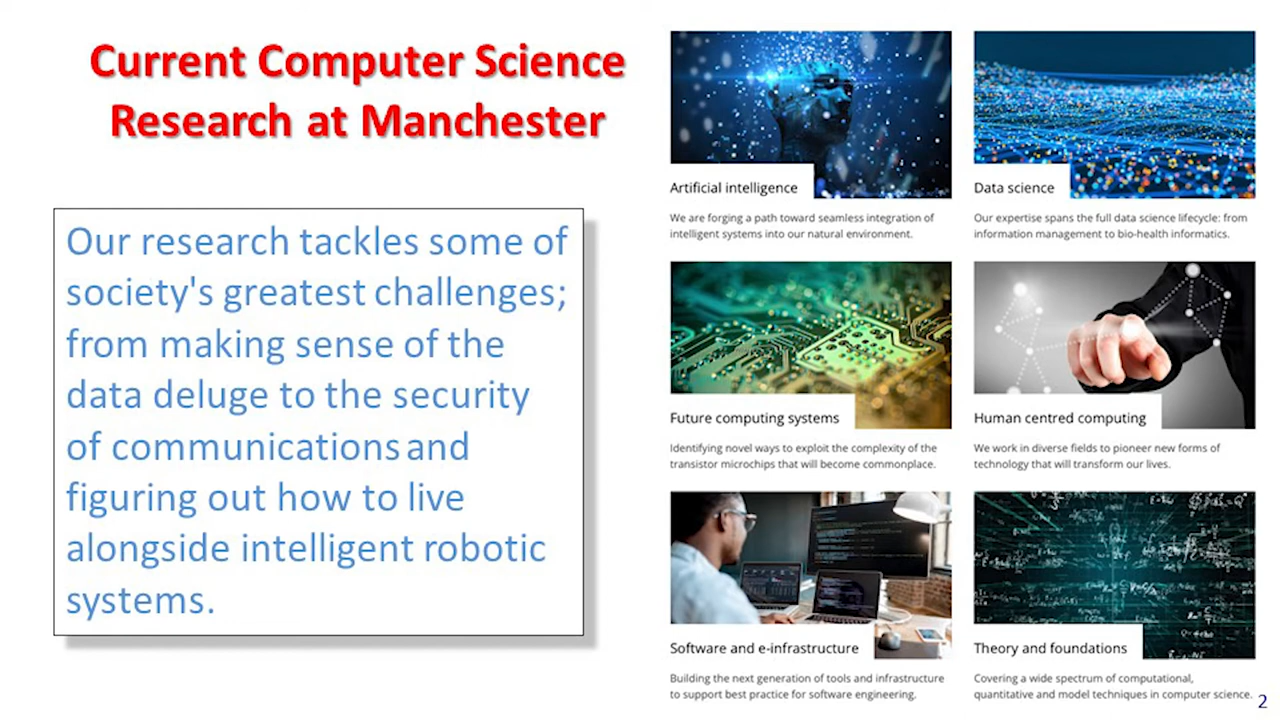 Current Computer Science
Research at Manchester
Our research tackles some of
society's greatest challenges;
from making sense of the
data deluge to the security
of communications and
figuring out how to live
alongside intelligent robotic
systems.
Artificial intelligence
We are forging a path toward seamless integration of
intelligent systems into our natural environment.
Data science
Our expertise spans the full data science lifecycle: from
information management to bio-health informatics.
Future computing systems
Identifying novel ways to exploit the complexity of the
transistor microchips that will become commonplace.
Human centred computing
We work in diverse fields to pioneer new forms of
technology that will transform our lives.
Software and e-infrastructure
Building the next generation of tools and infrastructure
to support best practice for software engineering.
Theory and foundations
Covering a wide spectrum of computational,
quantitative and model techniques in computer science.
2